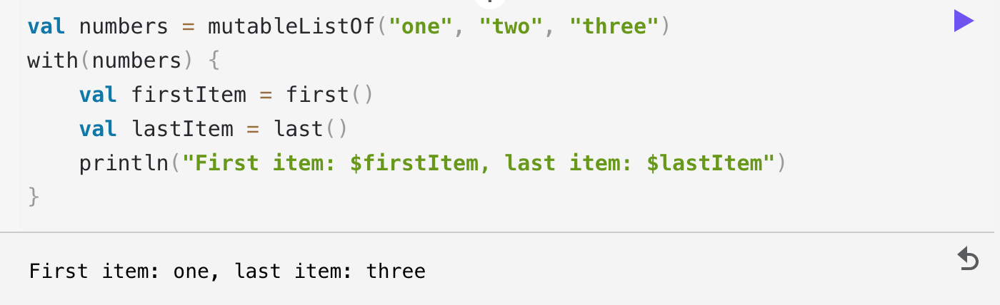 val numbers = mutableListOf("one", "two", "three")
with(numbers) {
    val firstItem = first()
    val lastItem = last()
    println("First item: $firstItem, last item: $lastItem")
}
First item: one, last item: three